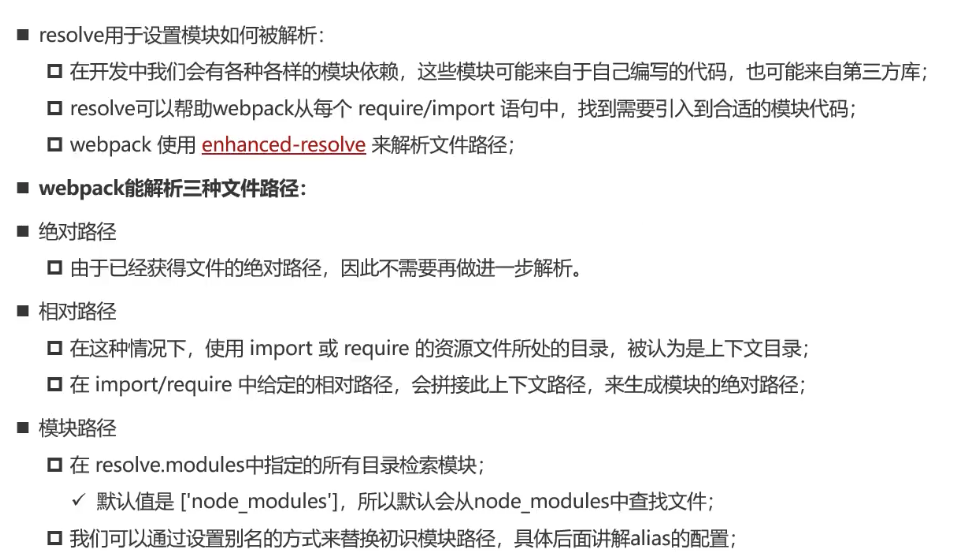 resolve用于设置模块如何被解析：
在开发中我们会有各种各样的模块依赖，这些模块可能来自于自己编写的代码，也可能来自第三方库；
resolve可以帮助webpack从每个 require/import 语句中，找到需要引入到合适的模块代码；
webpack 使用 enhanced-resolve 来解析文件路径；
webpack能解析三种文件路径：
绝对路径
由于已经获得文件的绝对路径，因此不需要再做进一步解析。
相对路径
在这种情况下，使用 import 或 require 的资源文件所处的目录，被认为是上下文目录；
在 import/require 中给定的相对路径，会拼接此上下文路径，来生成模块的绝对路径；
模块路径
在 resolve.modules中指定的所有目录检索模块；
默认值是 ['node_modules']，所以默认会从node_modules中查找文件；
我们可以通过设置别名的方式来替换初识模块路径，具体后面讲解alias的配置；